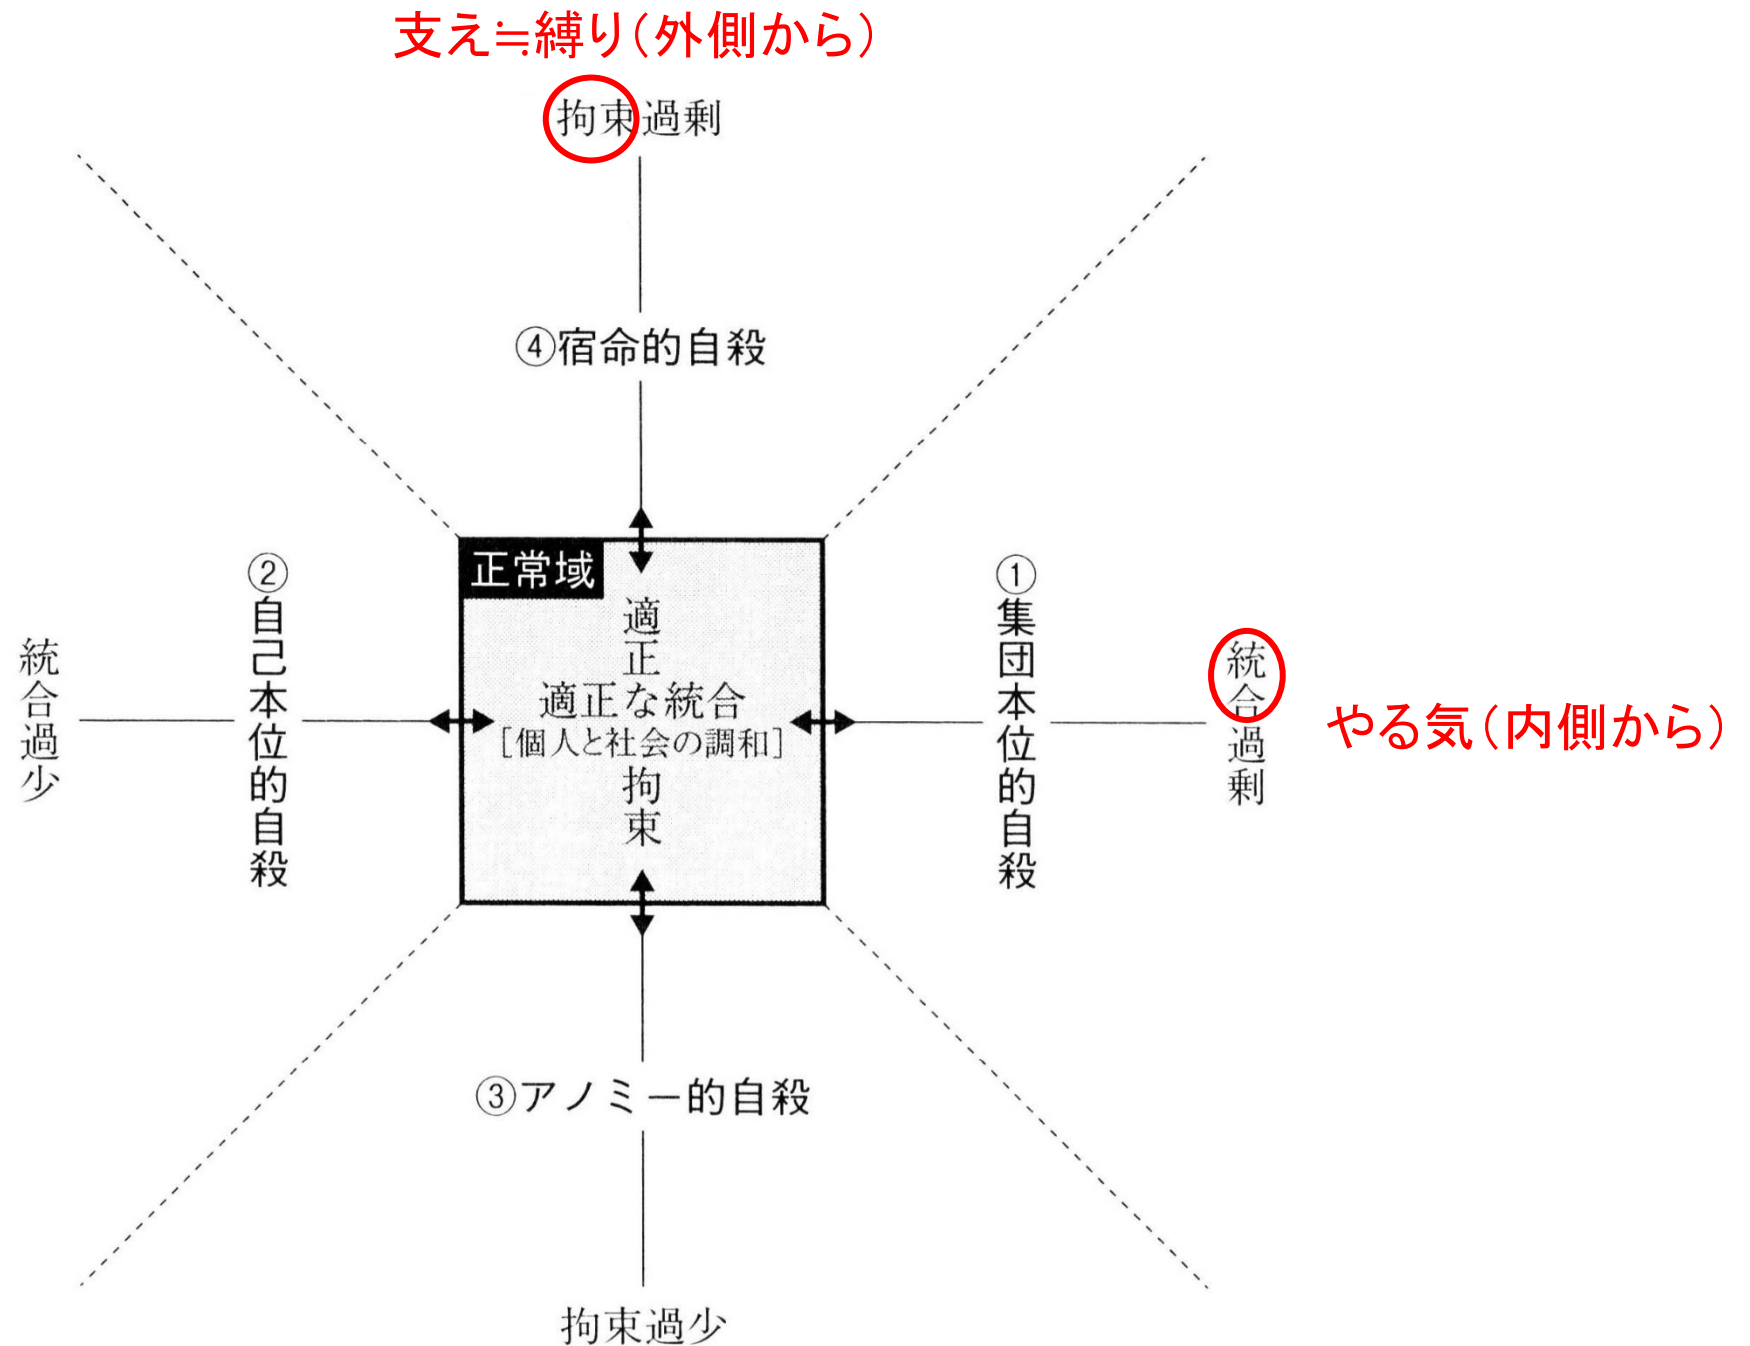 支え≒縛り（外側から）
拘束過剰
④宿命的自殺
正常域
②自己本位的自殺
①集団本位的自殺
統合過少
適正な拘束
適正な統合
［個人と社会の調和］
統合過剰
やる気（内側から）
③アノミー的自殺
拘束過少